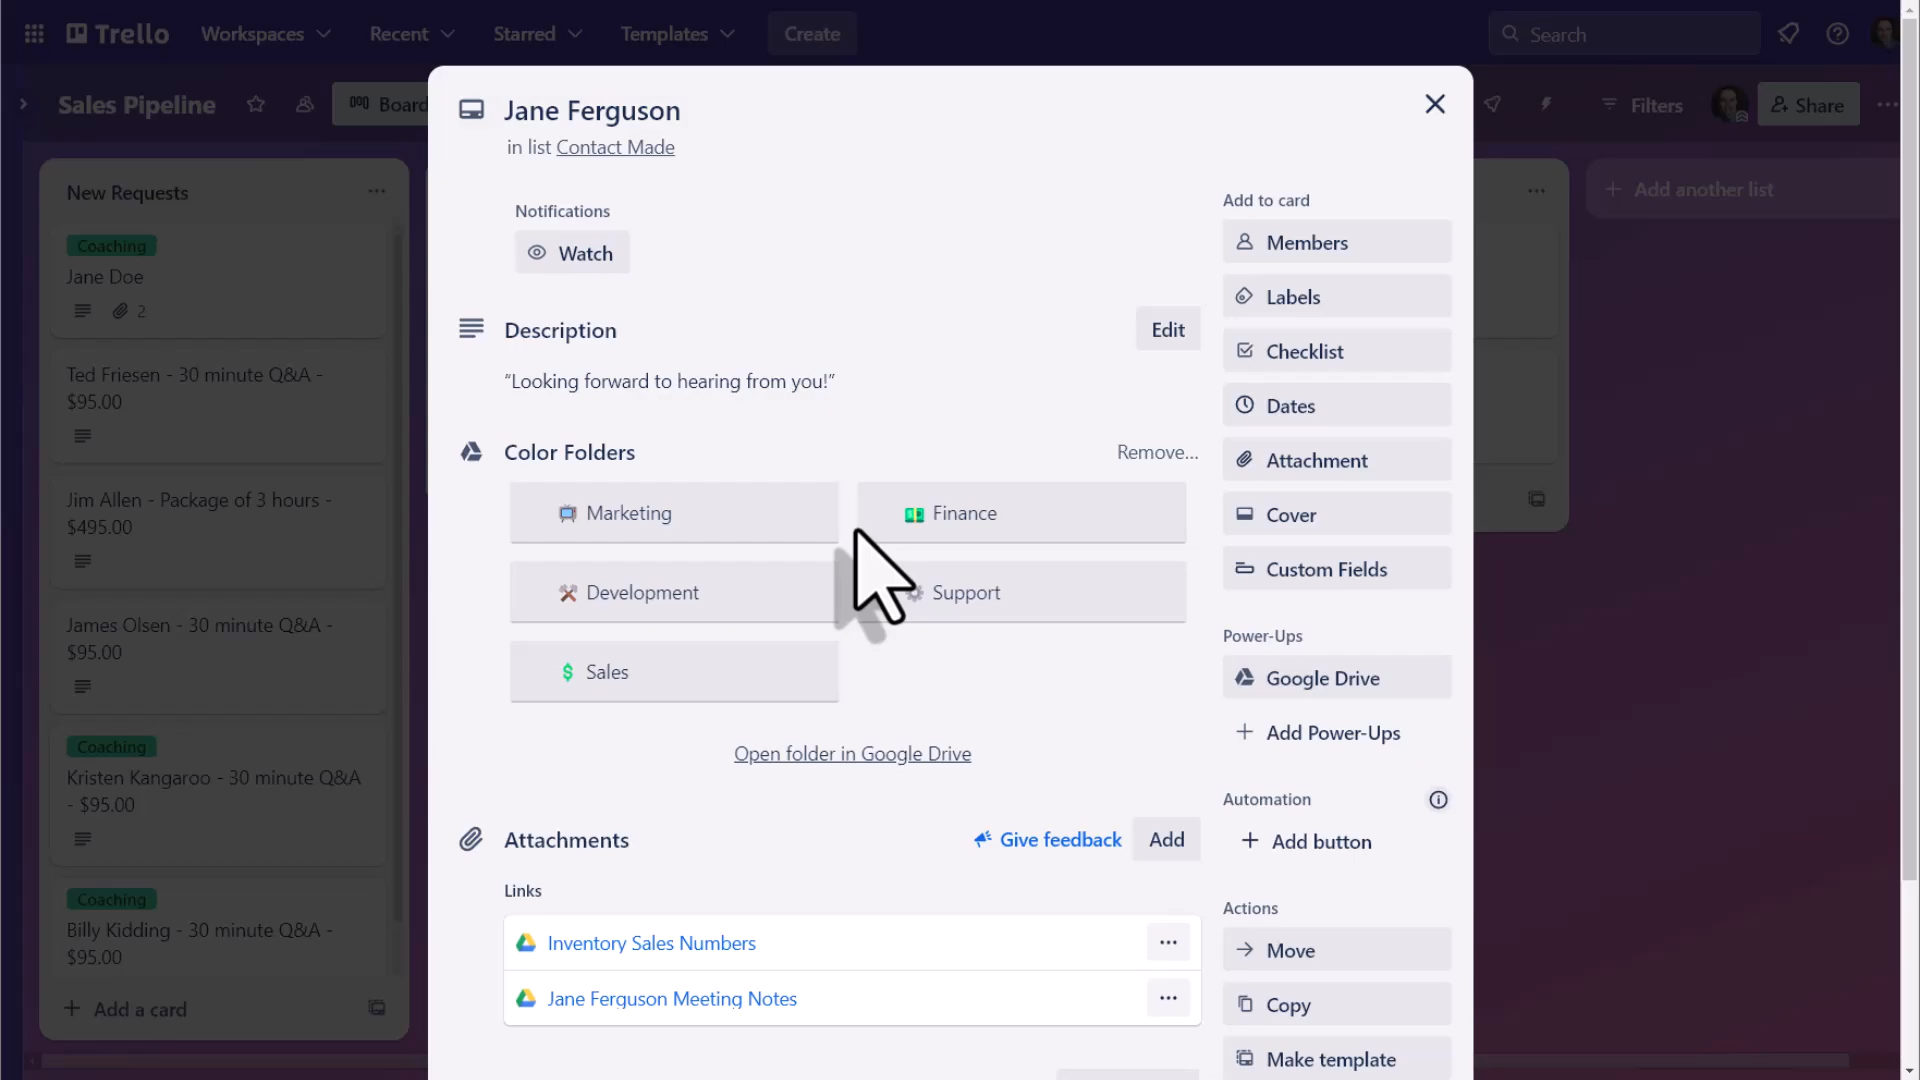 Trello
Workspaces
Recent
Starred
Templates
Create
Search
Sales Pipeline
Board
Filters
Share
New Requests
Coaching
Jane Doe
2
Ted Friesen - 30 minute Q&A -
$95.00
Jim Allen - Package of 3 hours -
$495.00
James Olsen - 30 minute Q&A -
$95.00
Coaching
Kristen Kangaroo - 30 minute Q&A
- $95.00
Coaching
Billy Kidding - 30 minute Q&A -
$95.00
+ Add a card
+ Add another list
Jane Ferguson
in list Contact Made
Notifications
Watch
Description
Edit
“Looking forward to hearing from you!”
Color Folders
Remove...
Marketing
Finance
Development
Support
Sales
Open folder in Google Drive
Attachments
Give feedback
Add
Links
Inventory Sales Numbers
Jane Ferguson Meeting Notes
Add to card
Members
Labels
Checklist
Dates
Attachment
Cover
Custom Fields
Power-Ups
Google Drive
+ Add Power-Ups
Automation
+ Add button
Actions
Move
Copy
Make template